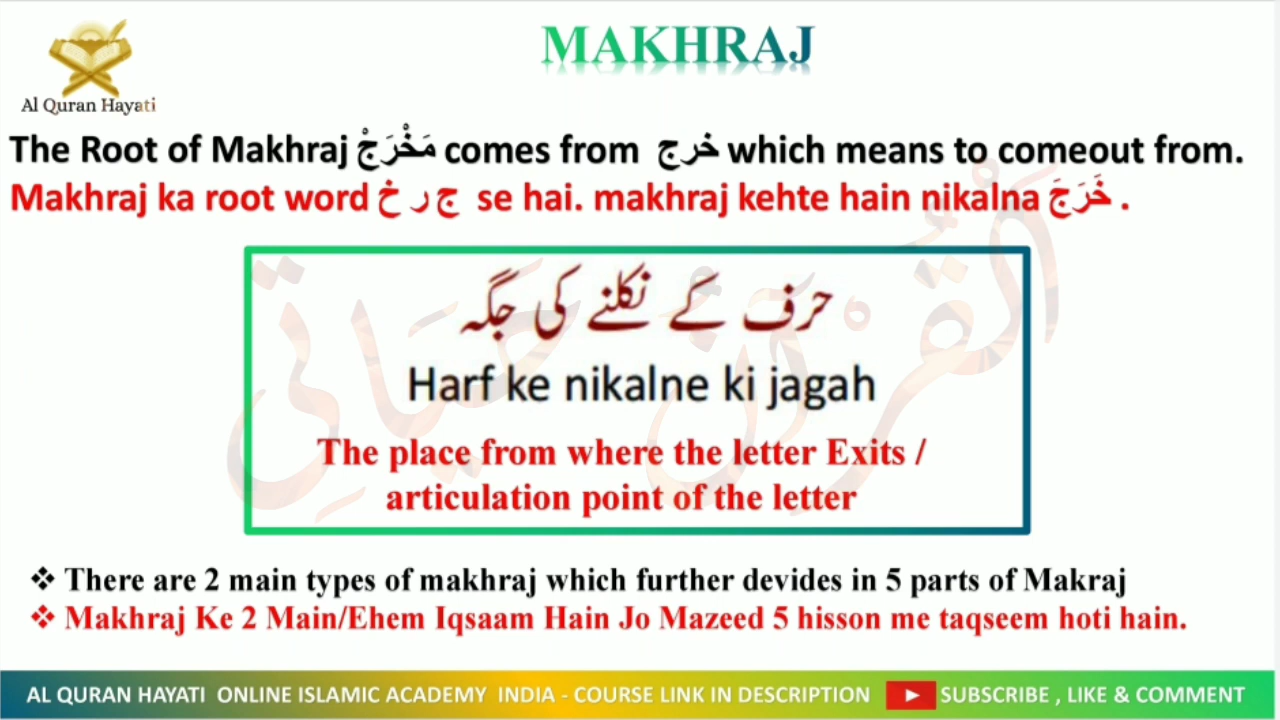 Al Quran Hayati
MAKHRAJ
The Root of Makhraj مَخْرَجْ comes from خرج which means to comeout from.
Makhraj ka root word ج ر خ se hai. makhraj kehte hain nikalna خَرَجَ .
حرف کے نکلنے کی جگہ
Harf ke nikalne ki jagah
The place from where the letter Exits /
articulation point of the letter
القُرْآن حَيَاتِي
❖ There are 2 main types of makhraj which further devides in 5 parts of Makraj
❖ Makhraj Ke 2 Main/Ehem Iqsaam Hain Jo Mazeed 5 hisson me taqseem hoti hain.
AL QURAN HAYATI ONLINE ISLAMIC ACADEMY INDIA - COURSE LINK IN DESCRIPTION SUBSCRIBE , LIKE & COMMENT